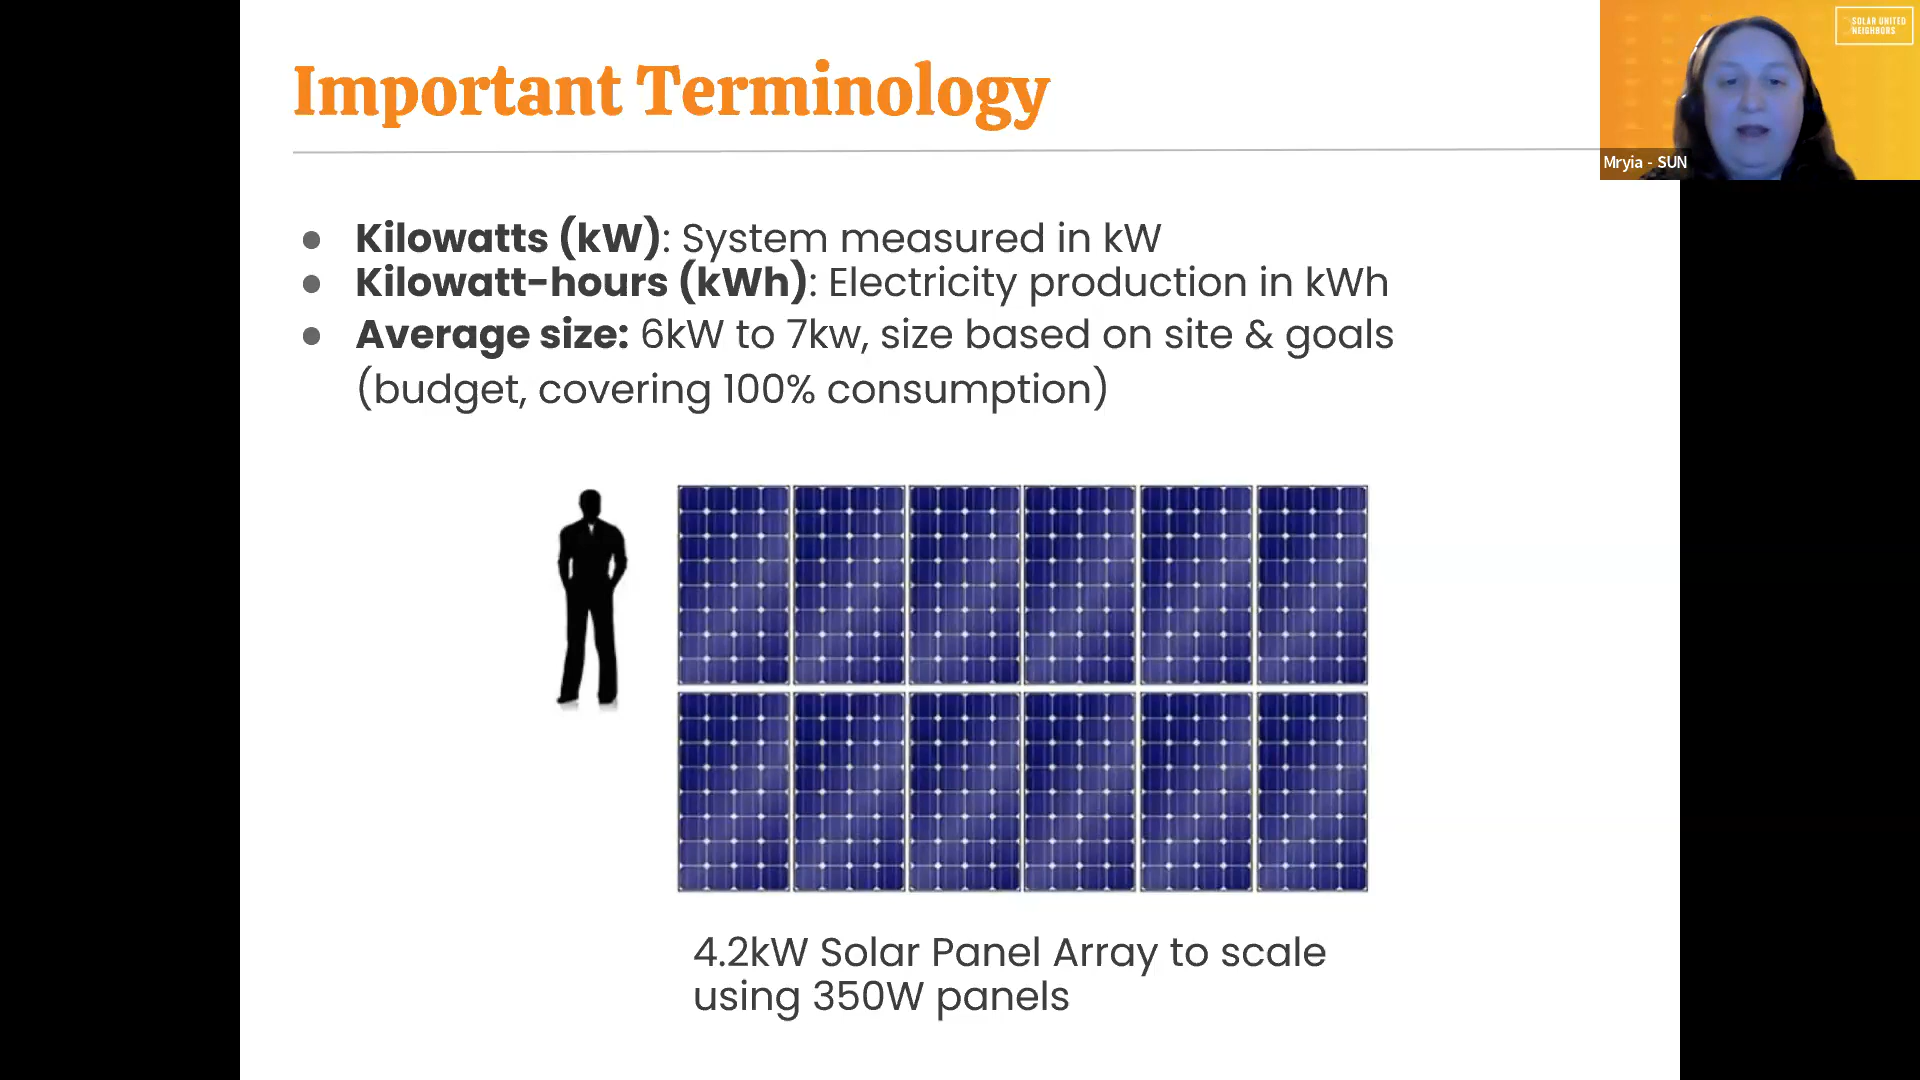 Important Terminology
SOLAR UNITED
NEIGHBORS
Mryia - SUN
● Kilowatts (kW): System measured in kW
● Kilowatt-hours (kWh): Electricity production in kWh
● Average size: 6kW to 7kw, size based on site & goals
(budget, covering 100% consumption)
4.2kW Solar Panel Array to scale
using 350W panels